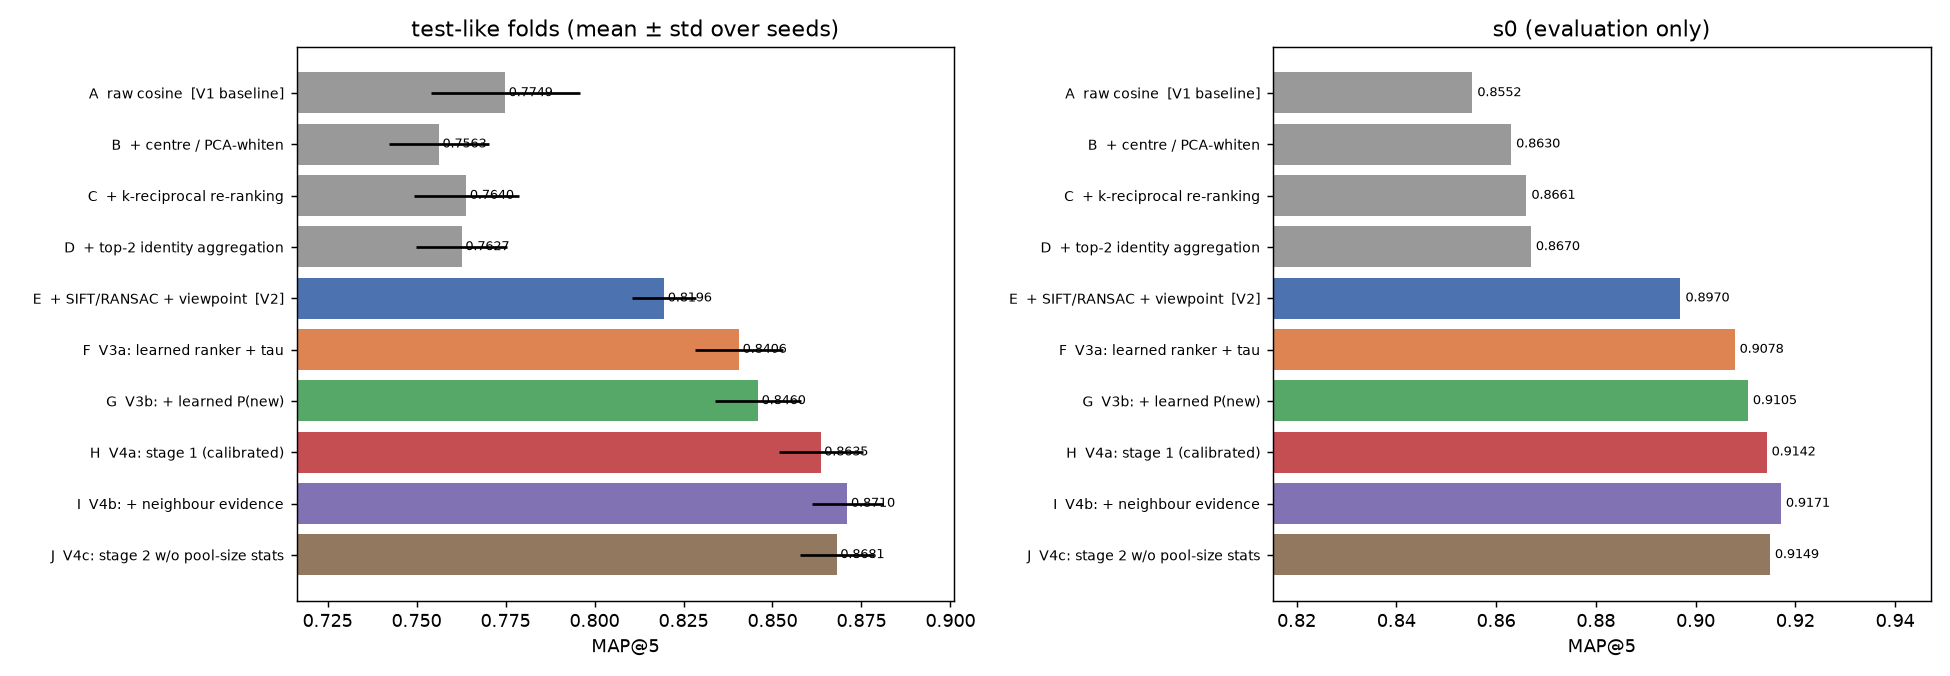 test-like folds (mean ± std over seeds)
A  raw cosine  [V1 baseline]
0.7749
B  + centre / PCA-whiten
0.7563
C  + k-reciprocal re-ranking
0.7640
D  + top-2 identity aggregation
0.7627
E  + SIFT/RANSAC + viewpoint  [V2]
0.8196
F  V3a: learned ranker + tau
0.8406
G  V3b: + learned P(new)
0.8460
H  V4a: stage 1 (calibrated)
0.8635
I  V4b: + neighbour evidence
0.8710
J  V4c: stage 2 w/o pool-size stats
0.8681
0.725 0.750 0.775 0.800 0.825 0.850 0.875 0.900
MAP@5
s0 (evaluation only)
A  raw cosine  [V1 baseline]
0.8552
B  + centre / PCA-whiten
0.8630
C  + k-reciprocal re-ranking
0.8661
D  + top-2 identity aggregation
0.8670
E  + SIFT/RANSAC + viewpoint  [V2]
0.8970
F  V3a: learned ranker + tau
0.9078
G  V3b: + learned P(new)
0.9105
H  V4a: stage 1 (calibrated)
0.9142
I  V4b: + neighbour evidence
0.9171
J  V4c: stage 2 w/o pool-size stats
0.9149
0.82 0.84 0.86 0.88 0.90 0.92 0.94
MAP@5